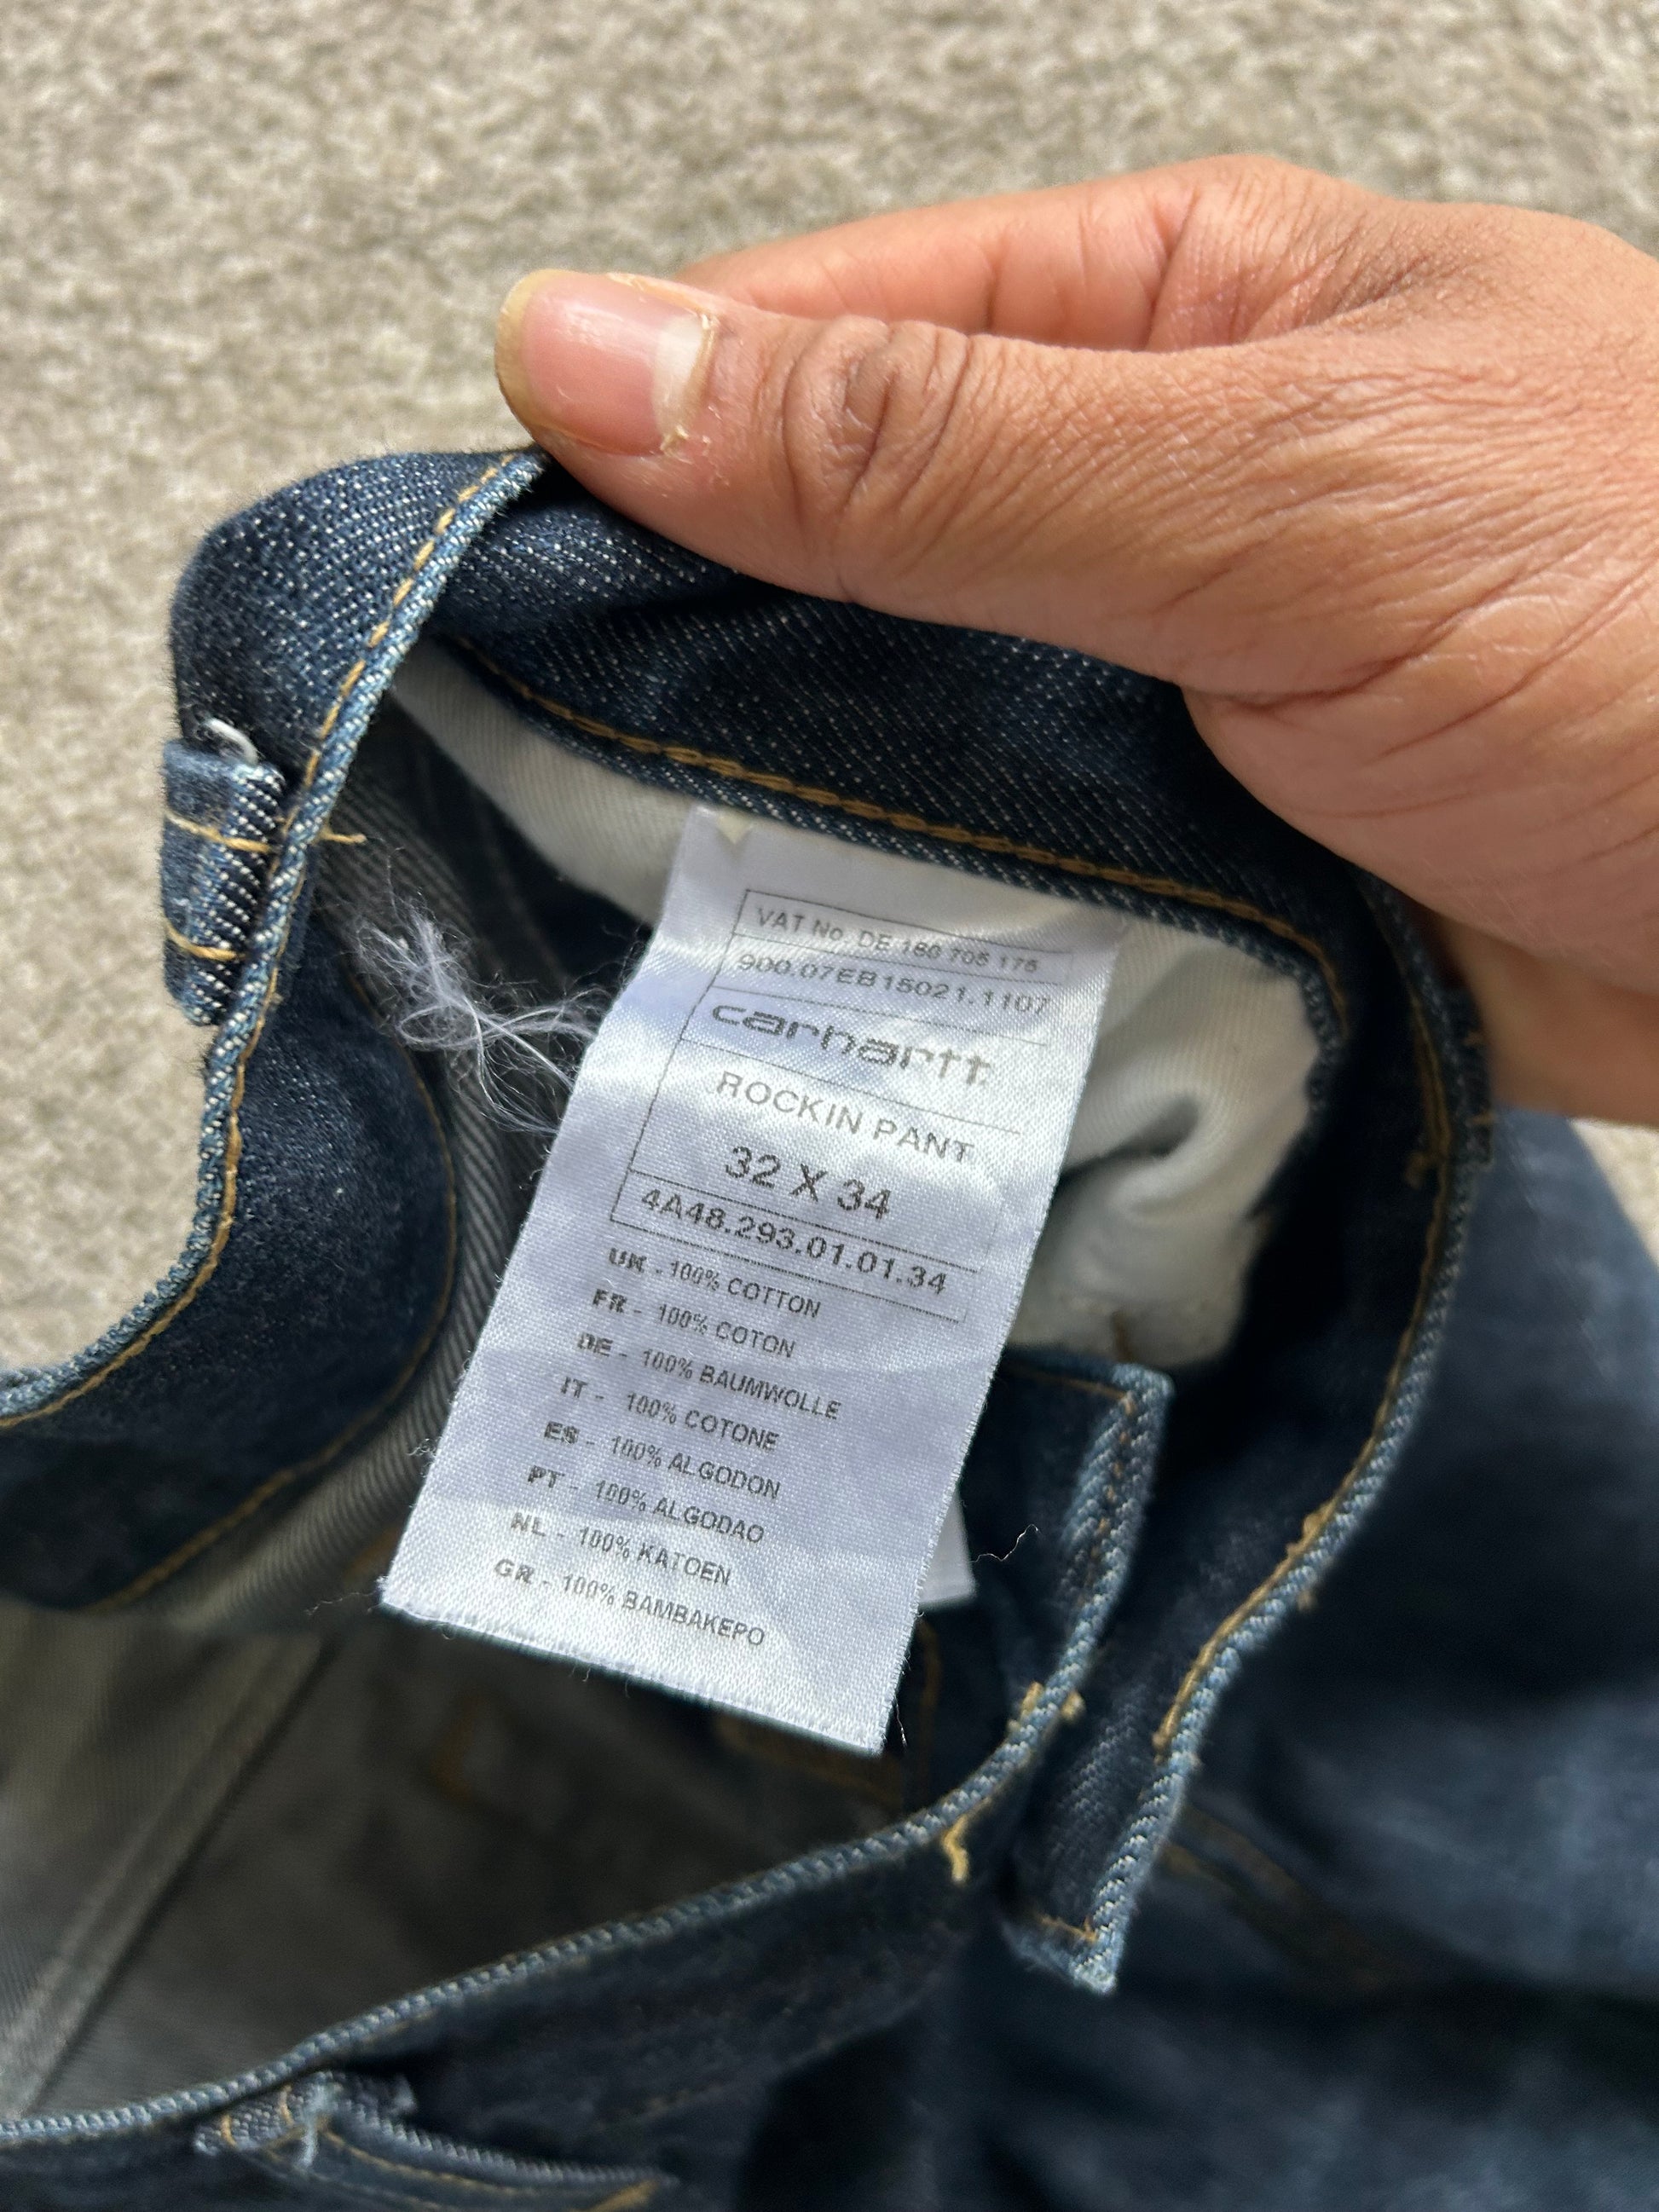 VAT No. DE 180 705 175
900.07EB15021.1107
carhartt
ROCKIN PANT
32 X 34
4A48.293.01.01.34
UK - 100% COTTON
FR - 100% COTON
DE - 100% BAUMWOLLE
IT - 100% COTONE
ES - 100% ALGODON
PT - 100% ALGODAO
NL - 100% KATOEN
GR - 100% BAMBAKEPO